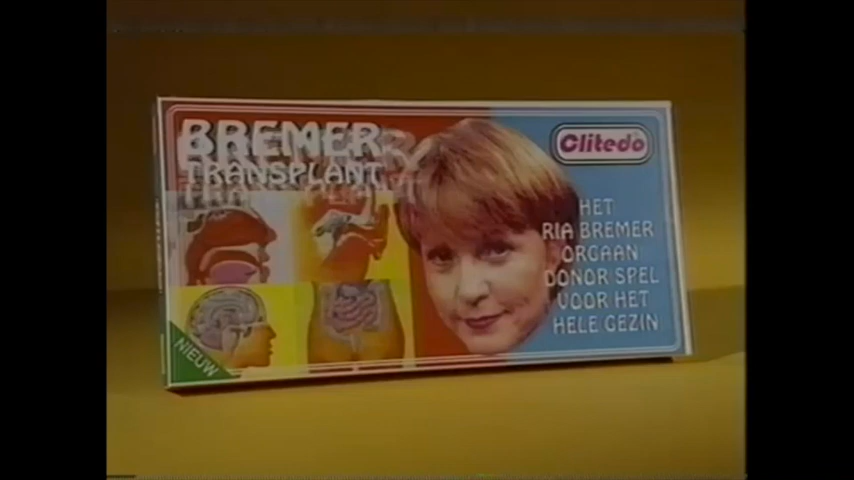 BREMER
TRANSPLANT
Clitedo
HET
RIA BREMER
ORGAAN
DONOR SPEL
VOOR HET
HELE GEZIN
NIEUW